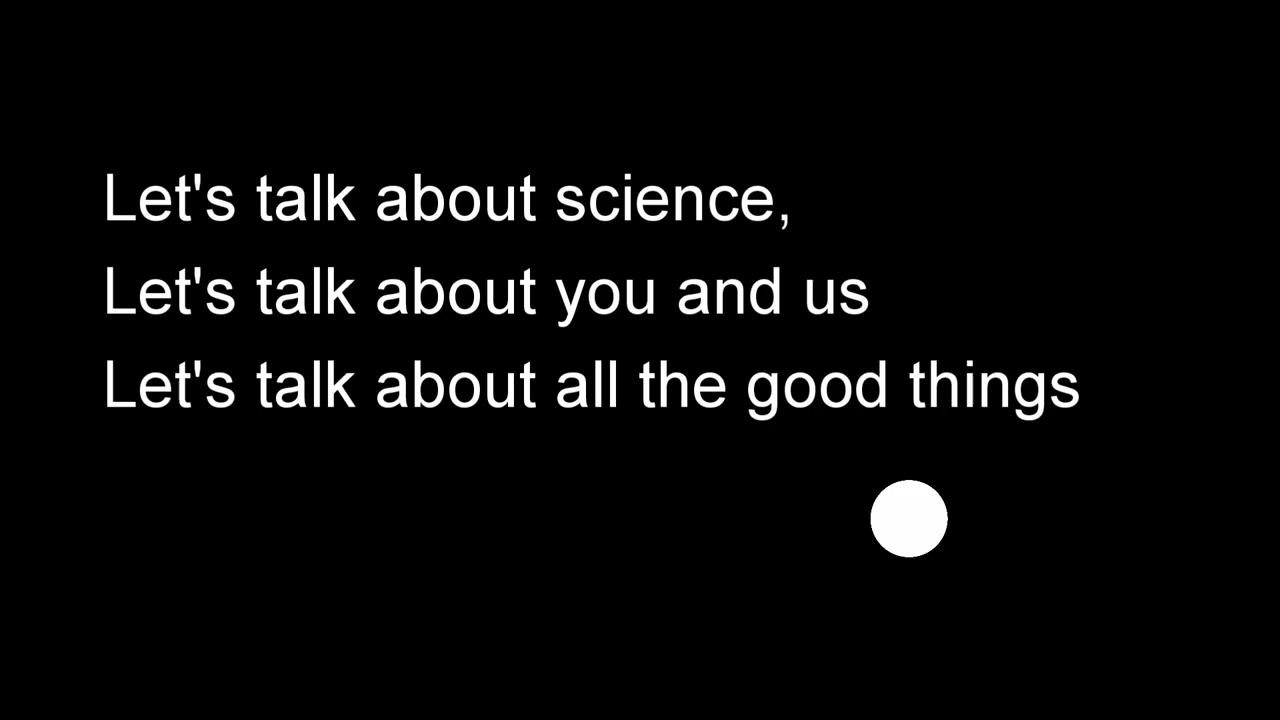 Let's talk about science,
Let's talk about you and us
Let's talk about all the good things